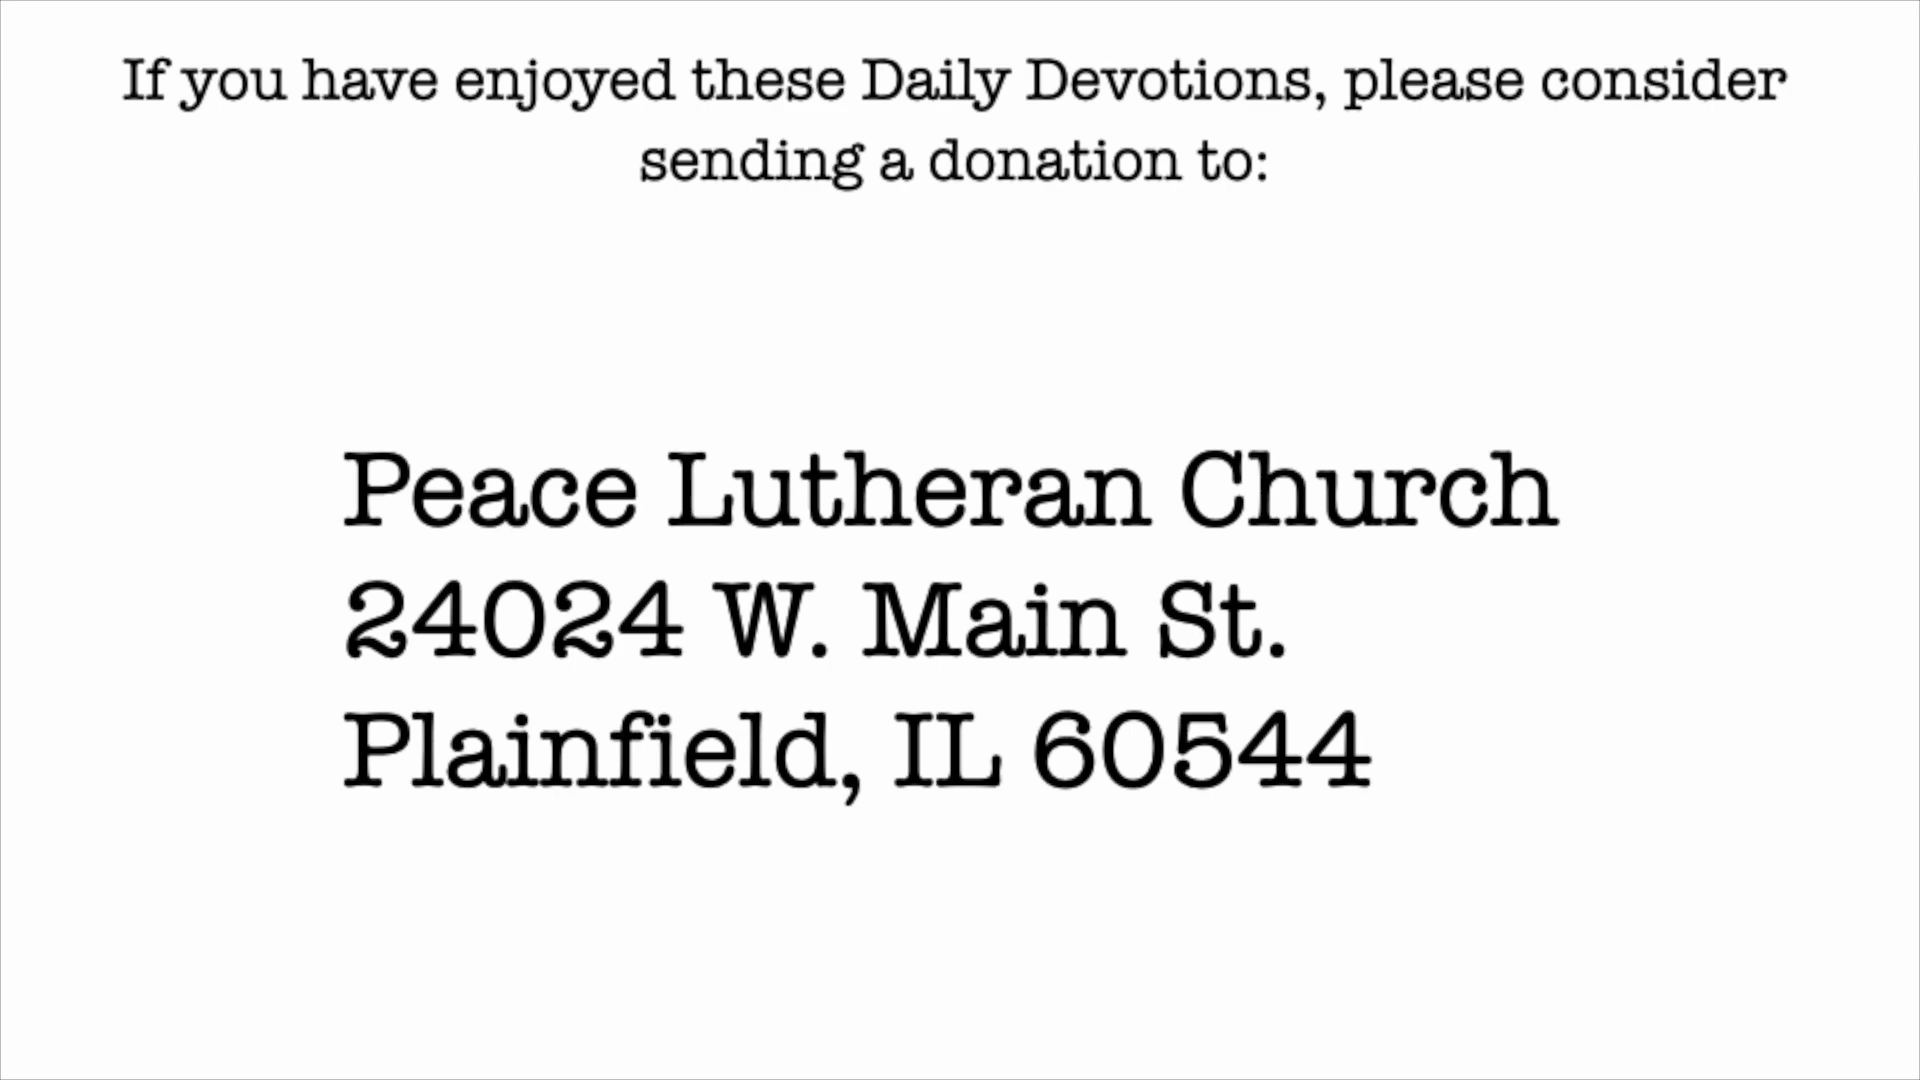 If you have enjoyed these Daily Devotions, please consider
sending a donation to:
Peace Lutheran Church
24024 W. Main St.
Plainfield, IL 60544